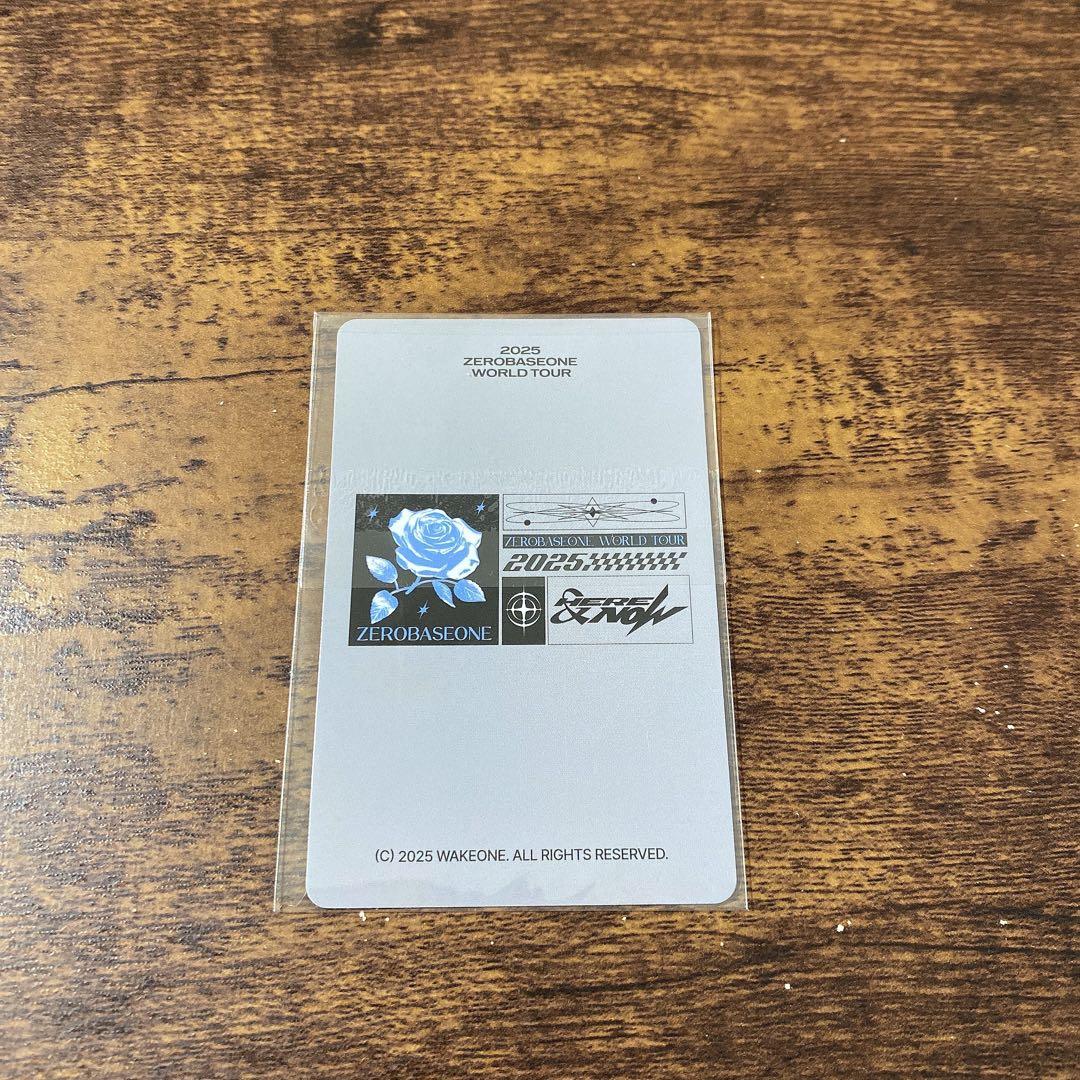 2025
ZEROBASEONE
WORLD TOUR
ZEROBASEONE
ZEROBASEONE WORLD TOUR
2025
HERE
& NOW
(C) 2025 WAKEONE. ALL RIGHTS RESERVED.